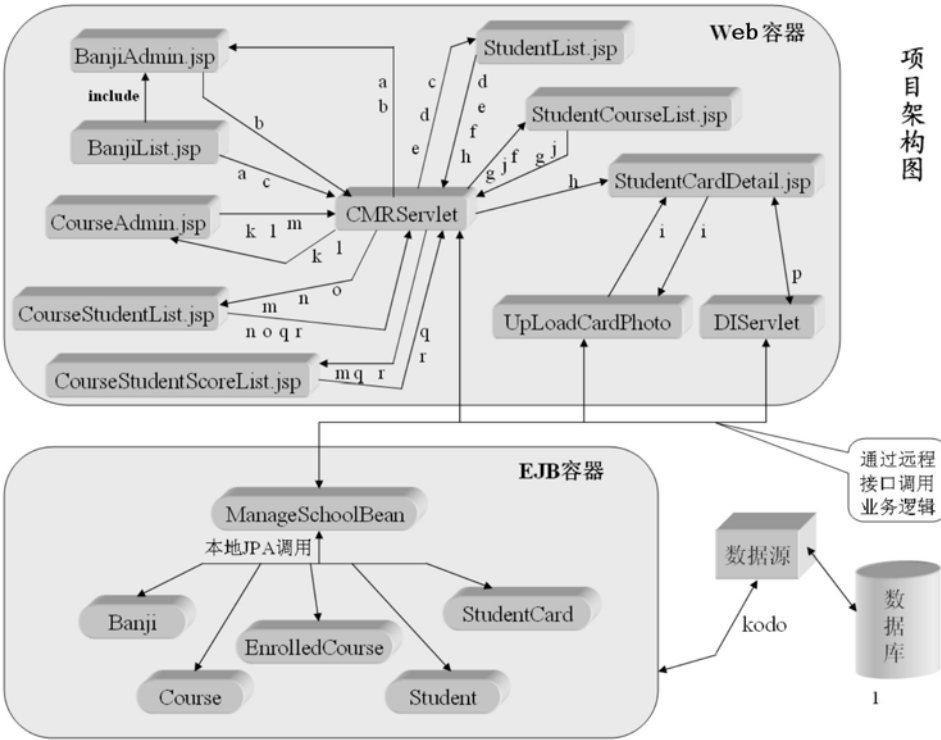 Web 容器
项目架构图
BanjiAdmin.jsp
StudentList.jsp
a
b
c
d
e
d
e
f
h
include
b
StudentCourseList.jsp
BanjiList.jsp
a c
g j f
g j
StudentCardDetail.jsp
h
CourseAdmin.jsp
k l m
k l
CMRServlet
i
i
p
CourseStudentList.jsp
m n o
n o q r
UpLoadCardPhoto
DIServlet
CourseStudentScoreList.jsp
m q r
q
r
通过远程
接口调用
业务逻辑
EJB容器
ManageSchoolBean
本地JPA调用
数据源
Banji
StudentCard
EnrolledCourse
Course
Student
kodo
数
据
库
1